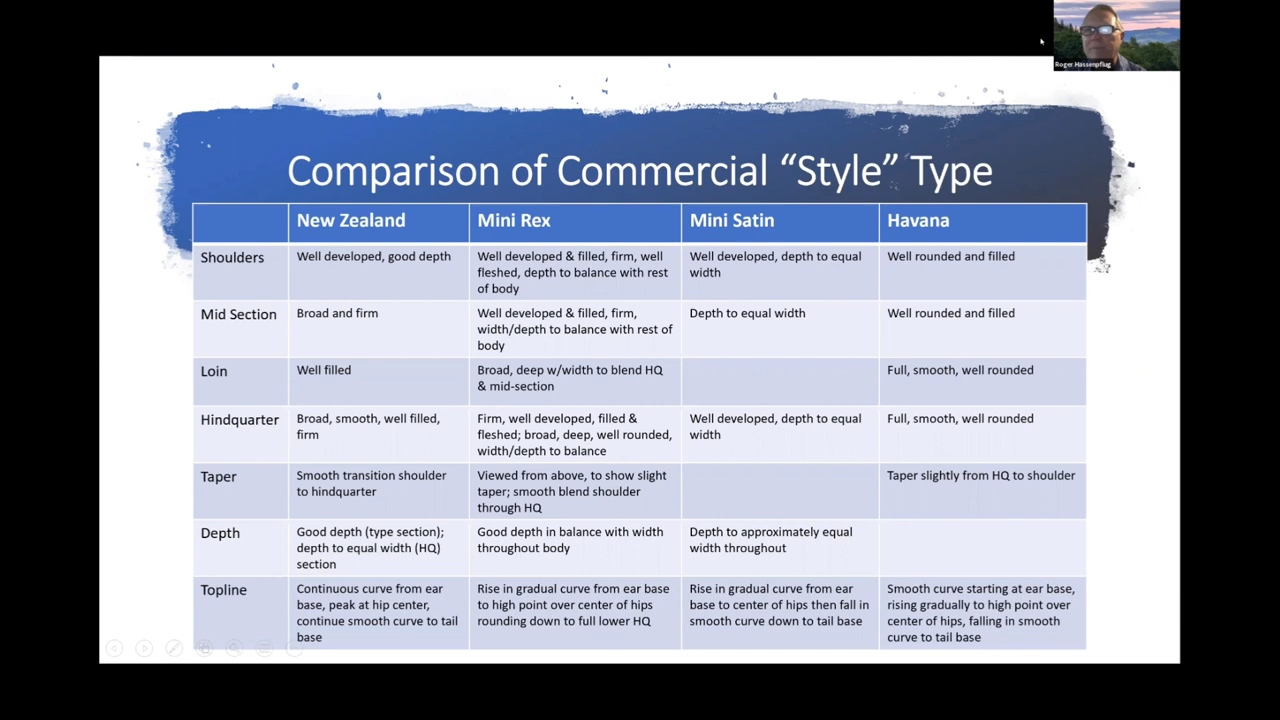 Roger Hassenpflug
Comparison of Commercial “Style” Type
New Zealand
Mini Rex
Mini Satin
Havana
Shoulders
Well developed, good depth
Well developed & filled, firm, well
fleshed, depth to balance with rest
of body
Well developed, depth to equal
width
Well rounded and filled
Mid Section
Broad and firm
Well developed & filled, firm,
width/depth to balance with rest of
body
Depth to equal width
Well rounded and filled
Loin
Well filled
Broad, deep w/width to blend HQ
& mid-section
Full, smooth, well rounded
Hindquarter
Broad, smooth, well filled,
firm
Firm, well developed, filled &
fleshed; broad, deep, well rounded,
width/depth to balance
Well developed, depth to equal
width
Full, smooth, well rounded
Taper
Smooth transition shoulder
to hindquarter
Viewed from above, to show slight
taper; smooth blend shoulder
through HQ
Taper slightly from HQ to shoulder
Depth
Good depth (type section);
depth to equal width (HQ)
section
Good depth in balance with width
throughout body
Depth to approximately equal
width throughout
Topline
Continuous curve from ear
base, peak at hip center,
continue smooth curve to tail
base
Rise in gradual curve from ear base
to high point over center of hips
rounding down to full lower HQ
Rise in gradual curve from ear
base to center of hips then fall in
smooth curve down to tail base
Smooth curve starting at ear base,
rising gradually to high point over
center of hips, falling in smooth
curve to tail base